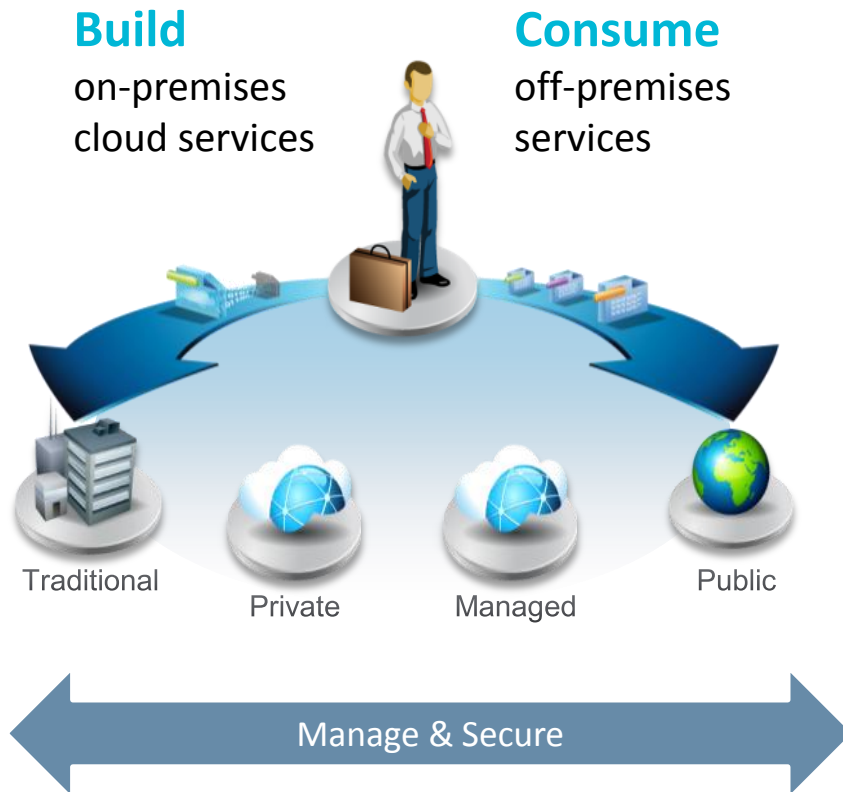 Build
on-premises
cloud services
Consume
off-premises
services
Traditional
Private
Managed
Public
Manage & Secure